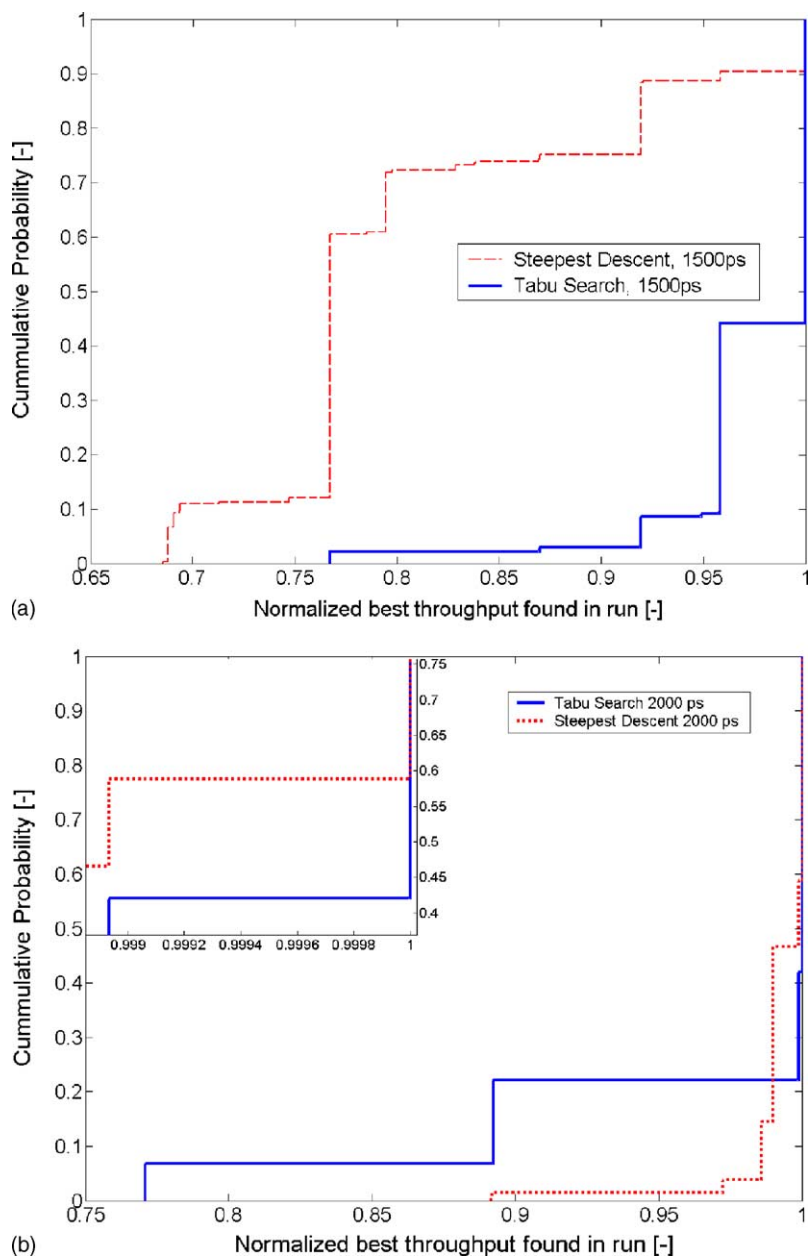 1
0.9
0.8
0.7
0.6
0.5
0.4
0.3
0.2
0.1
0
Cummulative Probability [-]
Steepest Descent, 1500ps
Tabu Search, 1500ps
0.65 0.7 0.75 0.8 0.85 0.9 0.95 1
(a) Normalized best throughput found in run [-]
1
0.9
0.8
0.7
0.6
0.5
0.4
0.3
0.2
0.1
0
Cummulative Probability [-]
0.75
0.7
0.65
0.6
0.55
0.5
0.45
0.4
0.999 0.9992 0.9994 0.9996 0.9998 1
Tabu Search 2000 ps
Steepest Descent 2000 ps
0.75 0.8 0.85 0.9 0.95 1
(b) Normalized best throughput found in run [-]